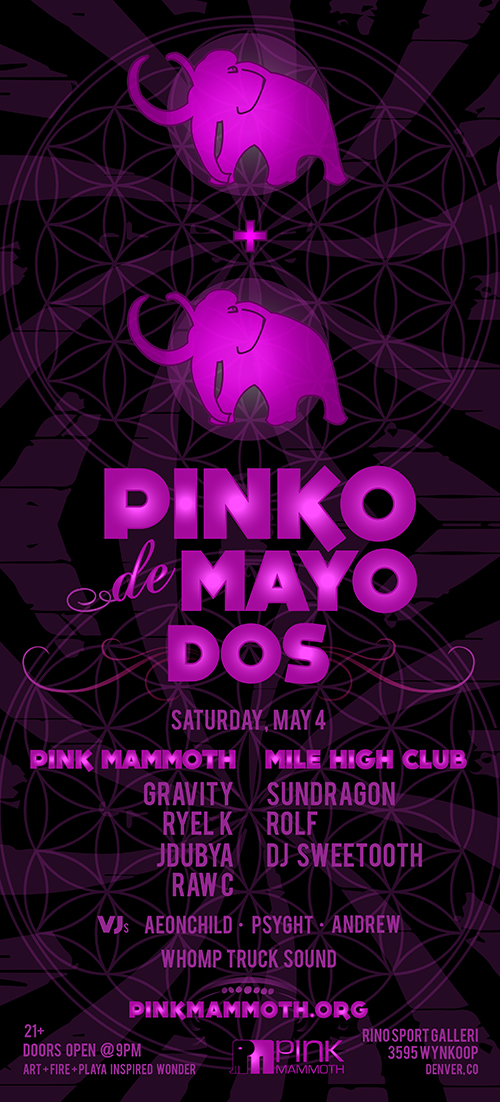 +
PINKO
de MAYO
DOS
SATURDAY, MAY 4
PINK MAMMOTH
GRAVITY
RYEL K
JDUBYA
RAW C
MILE HIGH CLUB
SUNDRAGON
ROLF
DJ SWEETOOTH
VJs AEONCHILD · PSYGHT · ANDREW
WHOMP TRUCK SOUND
PINKMAMMOTH.ORG
21+
DOORS OPEN @ 9PM
ART + FIRE + PLAYA INSPIRED WONDER
PINK
MAMMOTH
RINO SPORT GALLERI
3595 WYNKOOP
DENVER, CO